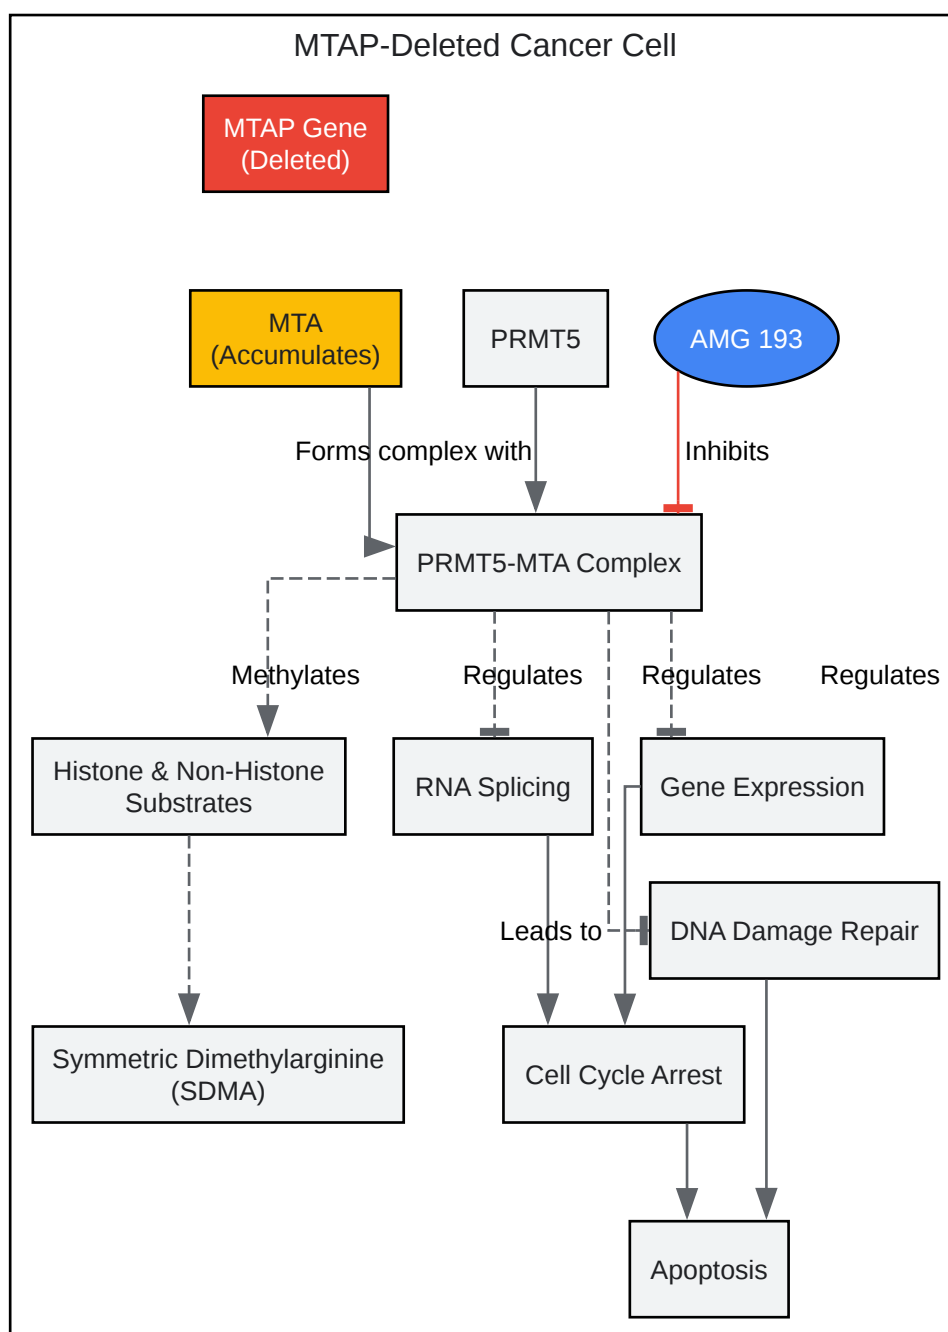 MTAP-Deleted Cancer Cell
MTAP Gene
(Deleted)
MTA
(Accumulates)
PRMT5
AMG 193
Forms complex with
Inhibits
PRMT5-MTA Complex
Methylates
Regulates
Regulates
Regulates
Histone & Non-Histone
Substrates
RNA Splicing
Gene Expression
Leads to
DNA Damage Repair
Symmetric Dimethylarginine
(SDMA)
Cell Cycle Arrest
Apoptosis